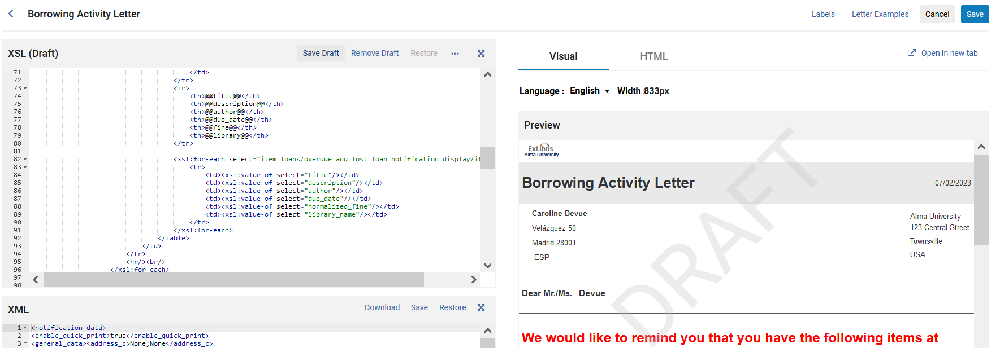 Borrowing Activity Letter
Labels
Letter Examples
Cancel
Save
XSL (Draft)
Save Draft
Remove Draft
Restore
71 </td>
72 </tr>
73 <tr>
74 <th>@@title@@</th>
75 <th>@@description@@</th>
76 <th>@@author@@</th>
77 <th>@@due_date@@</th>
78 <th>@@fine@@</th>
79 <th>@@library@@</th>
80 </tr>
81
82 <xsl:for-each select="item_loans/overdue_and_lost_loan_notification_display/it
83 <tr>
84 <td><xsl:value-of select="title"/></td>
85 <td><xsl:value-of select="description"/></td>
86 <td><xsl:value-of select="author"/></td>
87 <td><xsl:value-of select="due_date"/></td>
88 <td><xsl:value-of select="normalized_fine"/></td>
89 <td><xsl:value-of select="library_name"/></td>
90 </tr>
91 </xsl:for-each>
92 </table>
93 </td>
94 </tr>
95 <hr/><br/>
96 </xsl:for-each>
97
98
XML
Download
Save
Restore
1 <notification_data>
2 <enable_quick_print>true</enable_quick_print>
3 <general_data><address_c>None;None</address_c>
Visual
HTML
Open in new tab
Language : English Width 833px
Preview
ExLibris
Alma University
Borrowing Activity Letter
07/02/2023
Caroline Devue
Velázquez 50
Madrid 28001
ESP
Alma University
123 Central Street
Townsville
USA
Dear Mr./Ms. Devue
We would like to remind you that you have the following items at
DRAFT